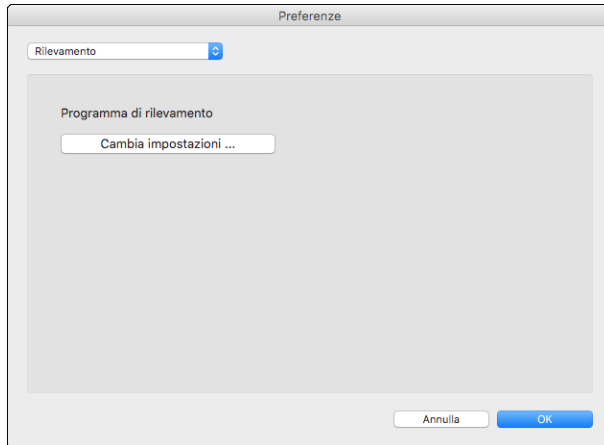 Preferenze
Rilevamento
Programma di rilevamento
Cambia impostazioni ...
Annulla
OK